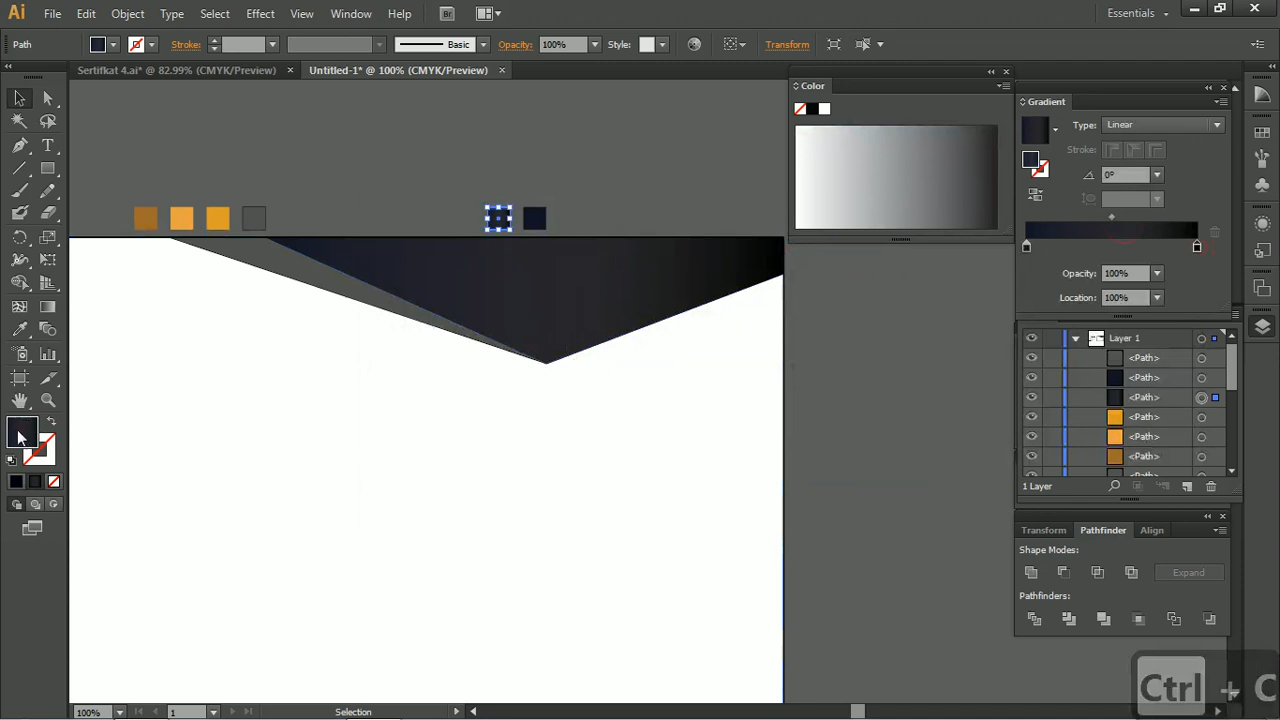 Ai File Edit Object Type Select Effect View Window Help Br Essentials
Path Stroke: Basic Opacity: 100% Style: Transform
Sertifkat 4.ai* @ 82.99% (CMYK/Preview) × Untitled-1* @ 100% (CMYK/Preview) ×
Color
Gradient
Type: Linear
Stroke:
0°
Opacity: 100%
Location: 100%
Layer 1
<Path>
<Path>
<Path>
<Path>
<Path>
<Path>
<Path>
1 Layer
Transform Pathfinder Align
Shape Modes:
Expand
Pathfinders:
Ctrl + C
100% 1 Selection